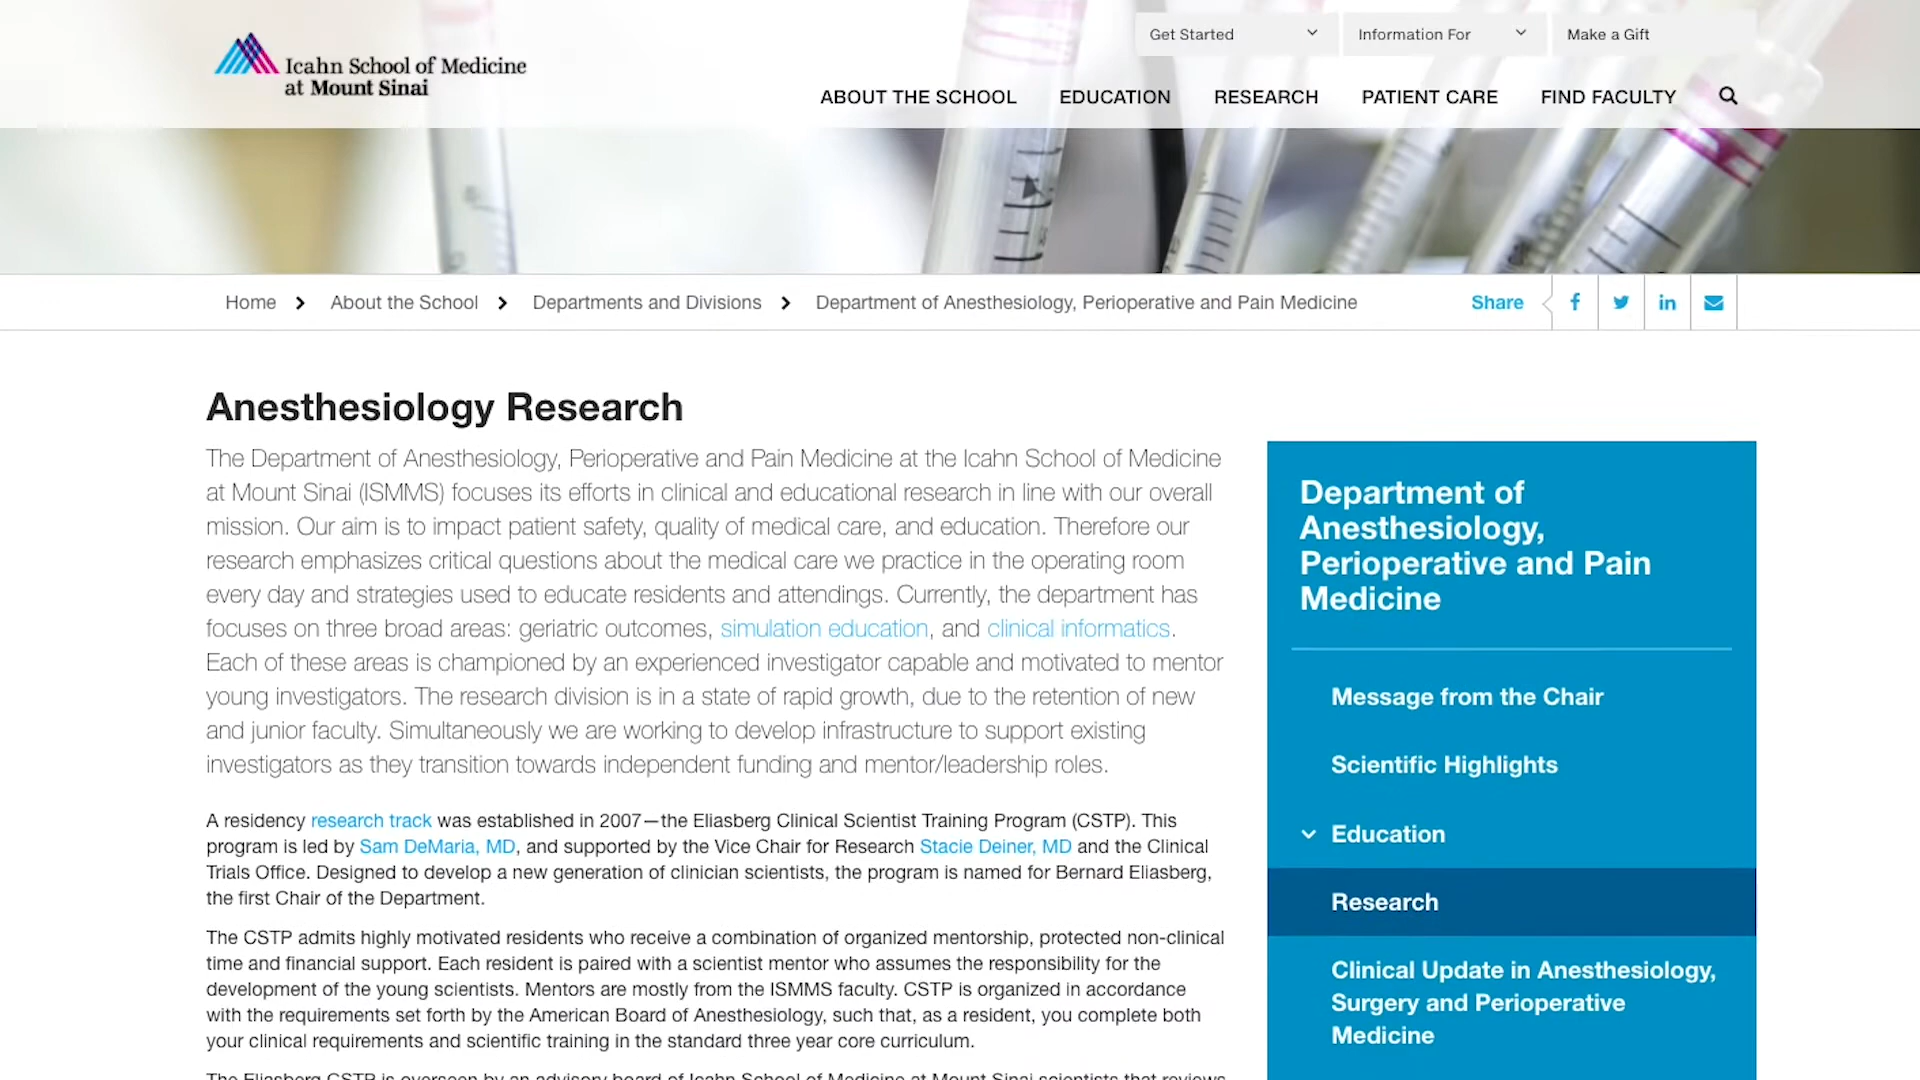 Icahn School of Medicine
at Mount Sinai
Get Started
Information For
Make a Gift
ABOUT THE SCHOOL
EDUCATION
RESEARCH
PATIENT CARE
FIND FACULTY
Home
About the School
Departments and Divisions
Department of Anesthesiology, Perioperative and Pain Medicine
Share
Anesthesiology Research
The Department of Anesthesiology, Perioperative and Pain Medicine at the Icahn School of Medicine
at Mount Sinai (ISMMS) focuses its efforts in clinical and educational research in line with our overall
mission. Our aim is to impact patient safety, quality of medical care, and education. Therefore our
research emphasizes critical questions about the medical care we practice in the operating room
every day and strategies used to educate residents and attendings. Currently, the department has
focuses on three broad areas: geriatric outcomes, simulation education, and clinical informatics.
Each of these areas is championed by an experienced investigator capable and motivated to mentor
young investigators. The research division is in a state of rapid growth, due to the retention of new
and junior faculty. Simultaneously we are working to develop infrastructure to support existing
investigators as they transition towards independent funding and mentor/leadership roles.
A residency research track was established in 2007—the Eliasberg Clinical Scientist Training Program (CSTP). This
program is led by Sam DeMaria, MD, and supported by the Vice Chair for Research Stacie Deiner, MD and the Clinical
Trials Office. Designed to develop a new generation of clinician scientists, the program is named for Bernard Eliasberg,
the first Chair of the Department.
The CSTP admits highly motivated residents who receive a combination of organized mentorship, protected non-clinical
time and financial support. Each resident is paired with a scientist mentor who assumes the responsibility for the
development of the young scientists. Mentors are mostly from the ISMMS faculty. CSTP is organized in accordance
with the requirements set forth by the American Board of Anesthesiology, such that, as a resident, you complete both
your clinical requirements and scientific training in the standard three year core curriculum.
The Eliasberg CSTP is overseen by an advisory board of Icahn School of Medicine at Mount Sinai scientists that reviews
Department of
Anesthesiology,
Perioperative and Pain
Medicine
Message from the Chair
Scientific Highlights
Education
Research
Clinical Update in Anesthesiology,
Surgery and Perioperative
Medicine